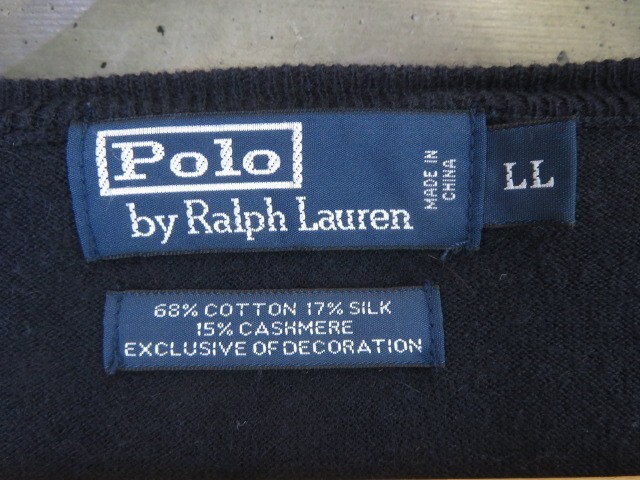 Polo
by Ralph Lauren
MADE IN
CHINA
LL
68% COTTON 17% SILK
15% CASHMERE
EXCLUSIVE OF DECORATION